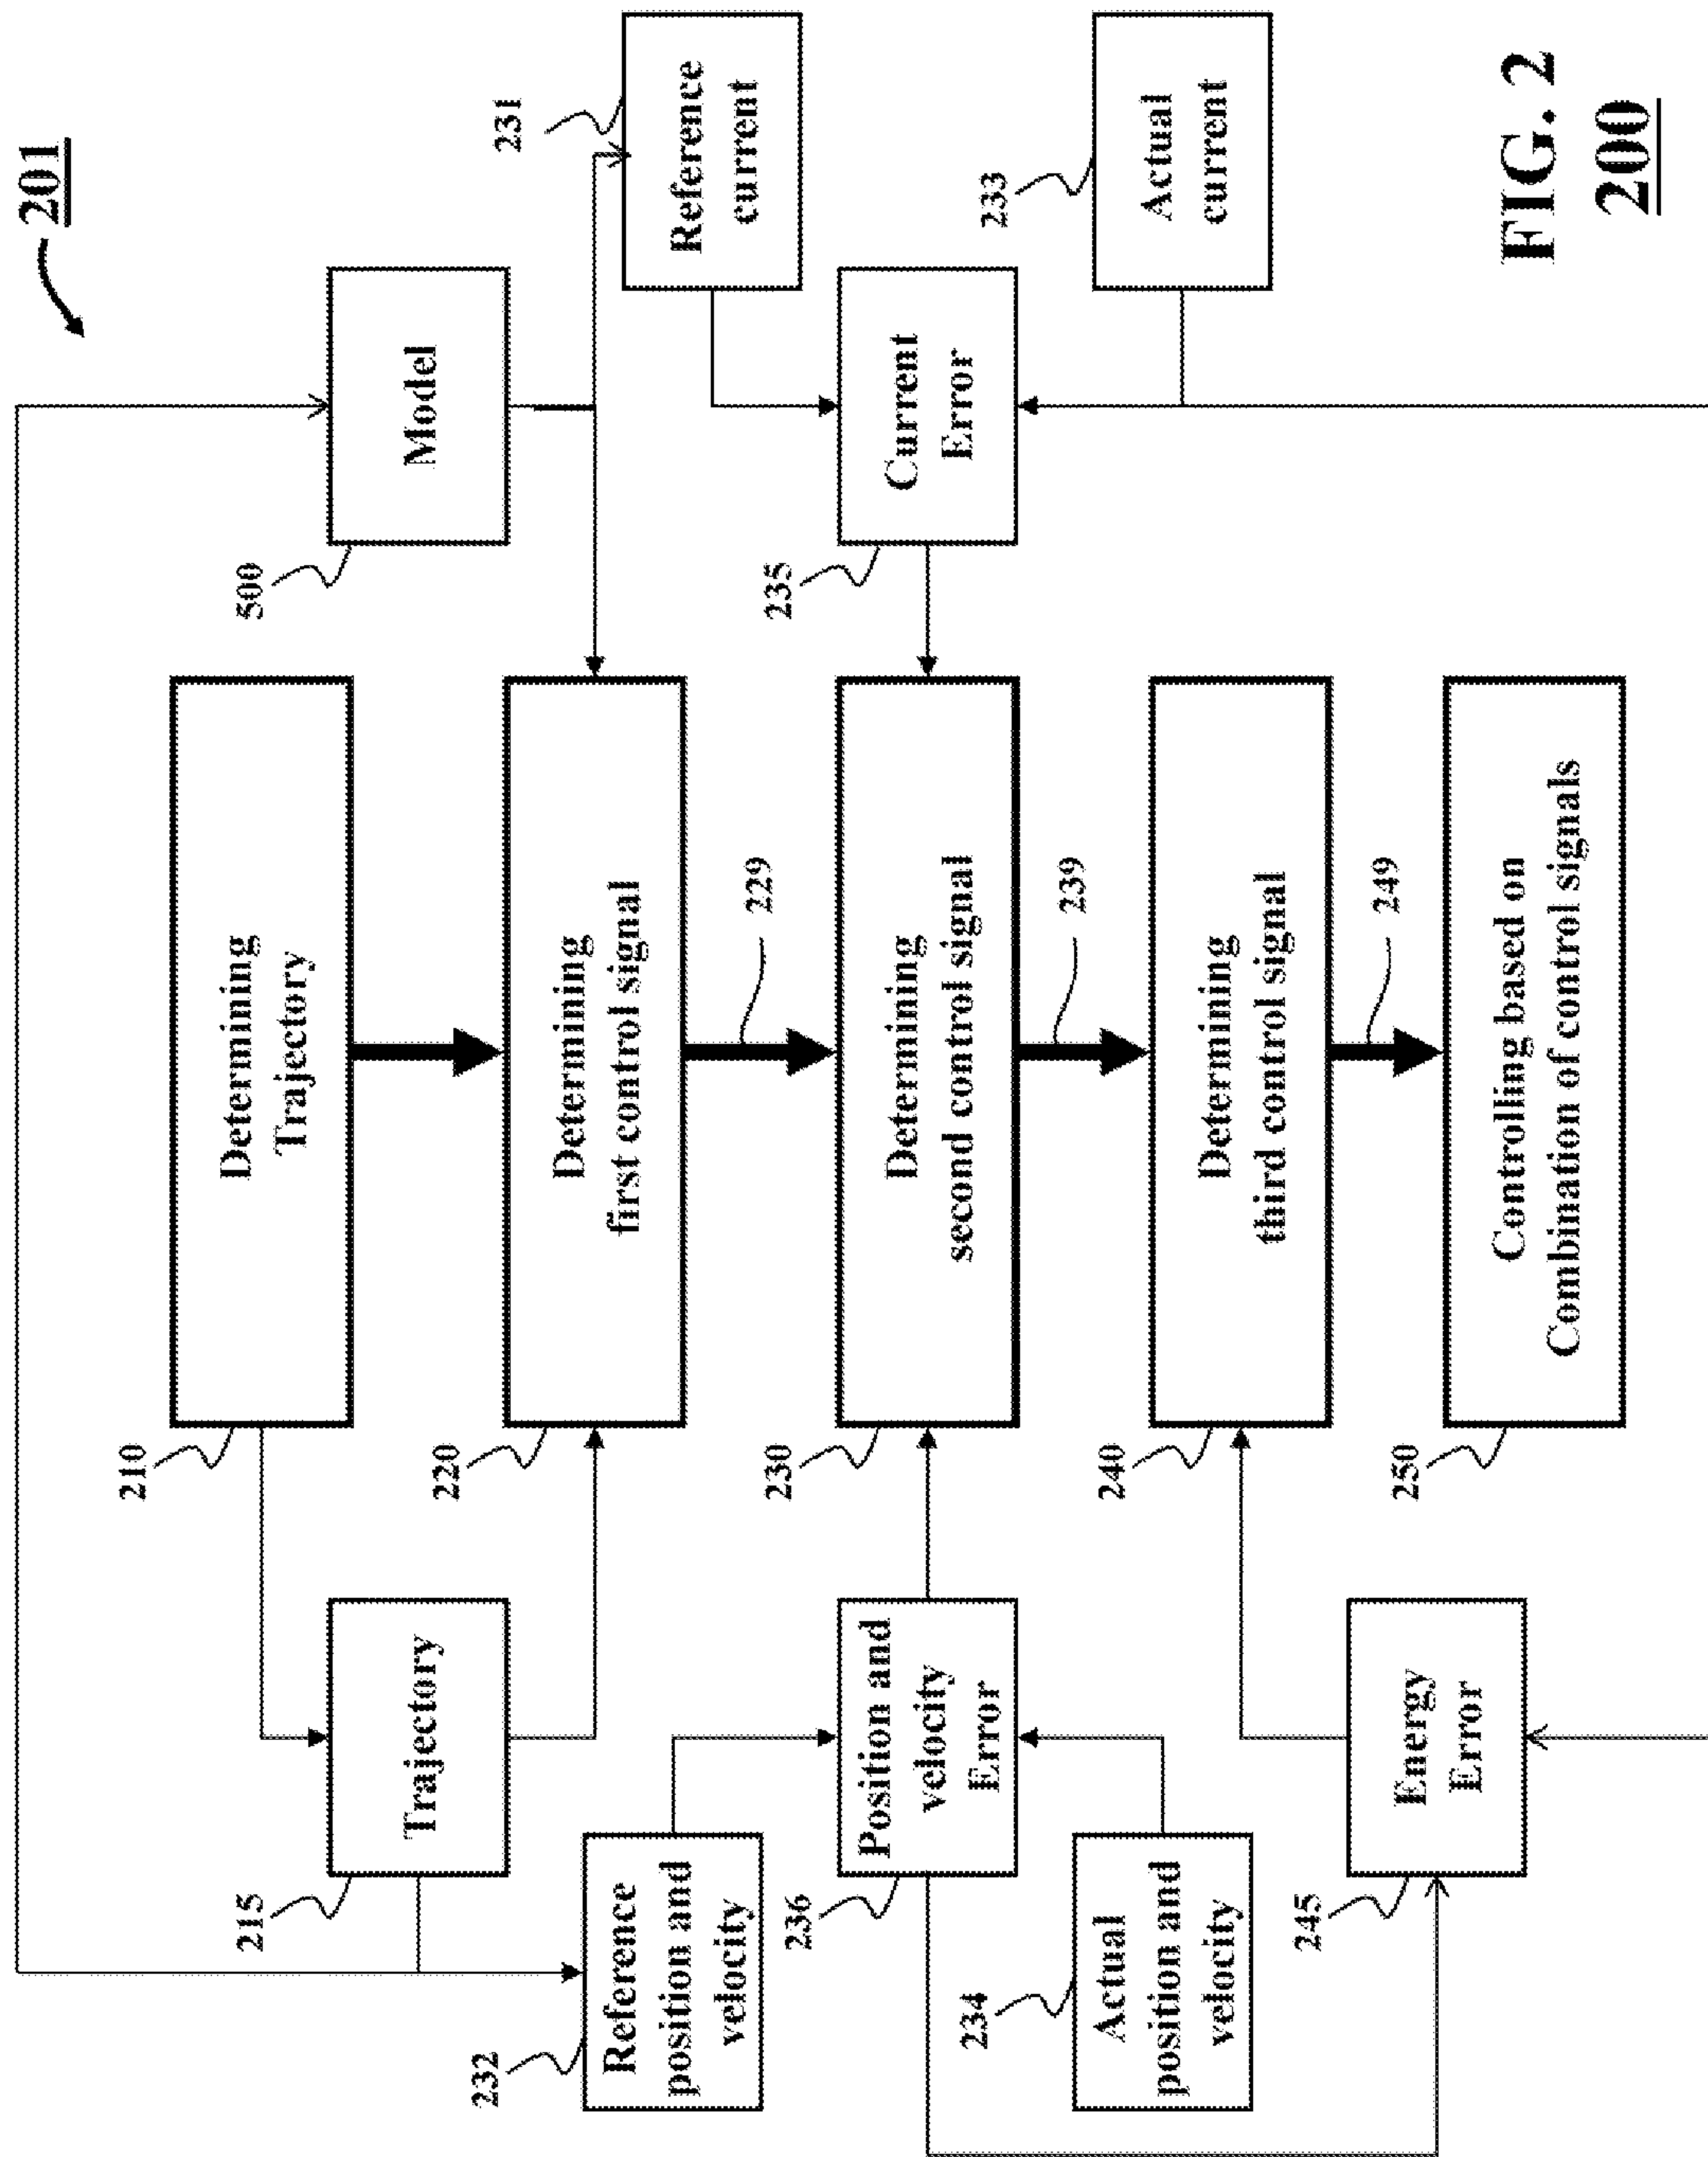 201
210
Determining
Trajectory
215
Trajectory
500
Model
220
Determining
first control signal
229
232
Reference
position and
velocity
231
Reference
current
230
Determining
second control signal
239
236
Position and
velocity
Error
235
Current
Error
234
Actual
position and
velocity
233
Actual
current
240
Determining
third control signal
249
245
Energy
Error
250
Controlling based on
Combination of control signals
FIG. 2
200